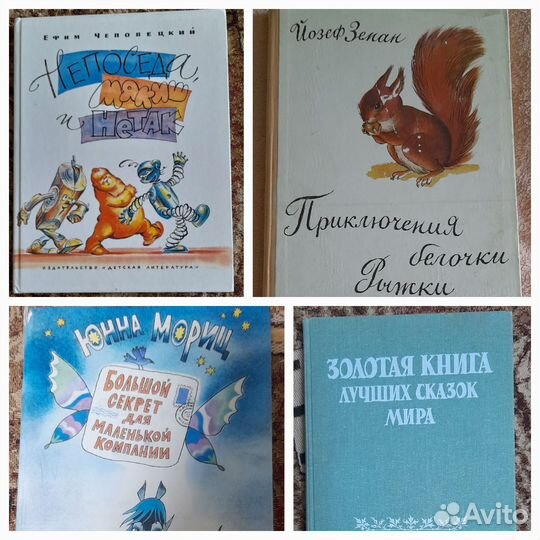 Ефим Чеповецкий
Непоседа,
Мякиш
и
Нетак
Издательство «Детская литература»
Йозеф Зенан
Приключения
белочки
Рыжки
Юнна Мориц
Большой
секрет
для
маленькой
компании
ЗОЛОТАЯ КНИГА
ЛУЧШИХ СКАЗОК
МИРА
Avito